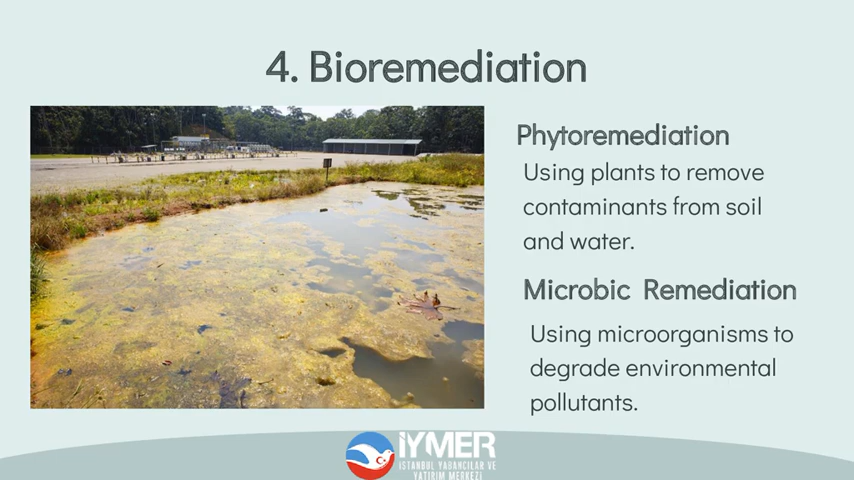 4. Bioremediation
Phytoremediation
Using plants to remove
contaminants from soil
and water.
Microbic Remediation
Using microorganisms to
degrade environmental
pollutants.
İYMER
İSTANBUL YABANCILAR VE
YATIRIM MERKEZİ